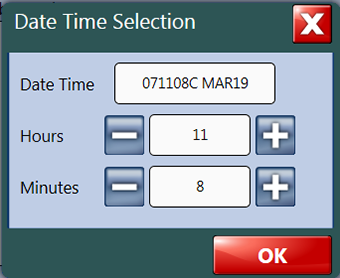 Date Time Selection
X
Date Time 071108C MAR19
Hours 11
Minutes 8
OK